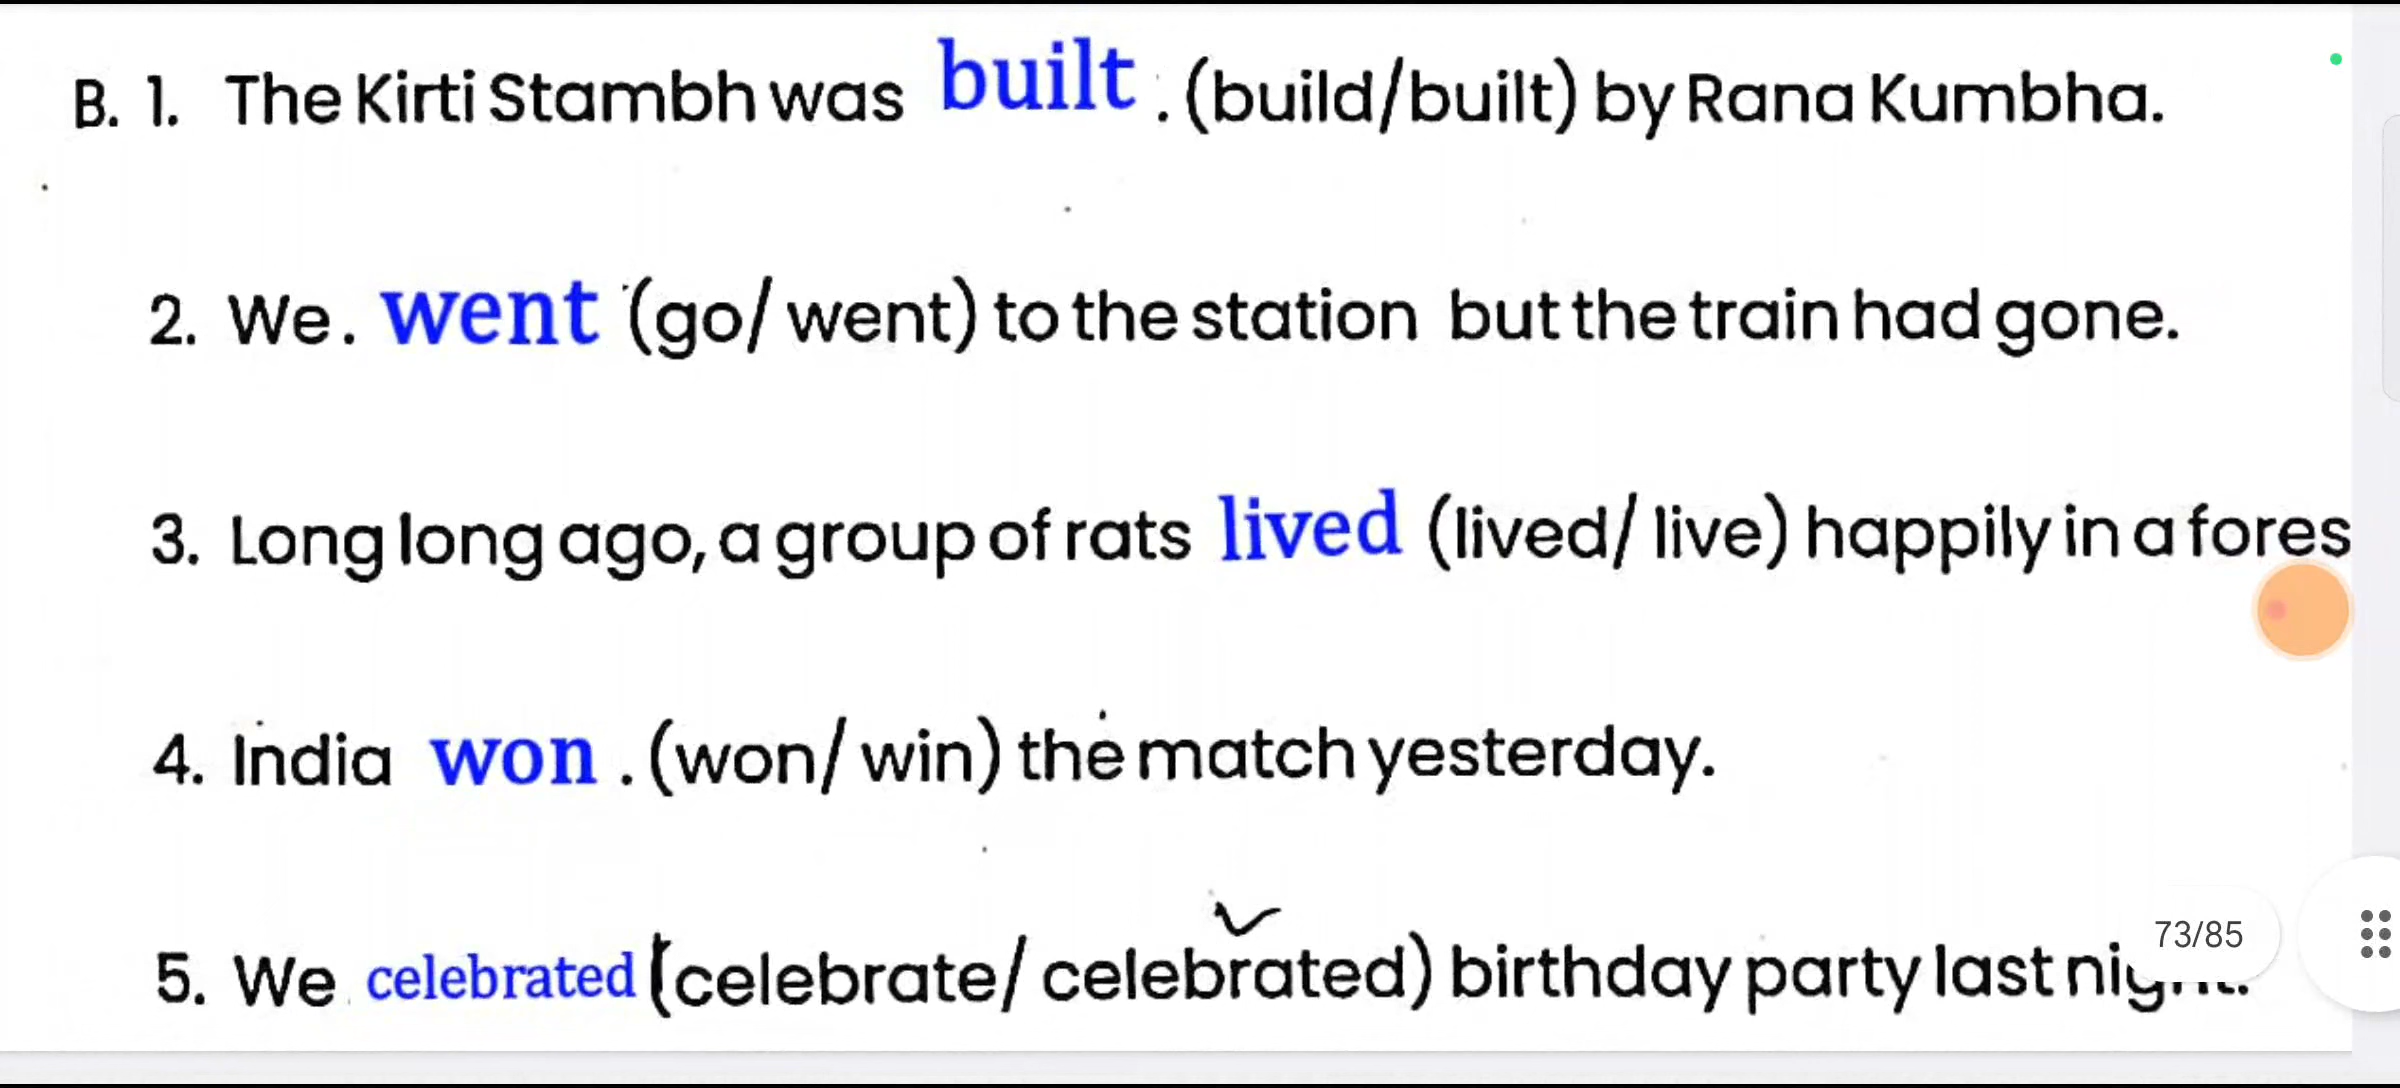 B. 1. The Kirti Stambh was built . (build/built) by Rana Kumbha.
2. We. went (go/ went) to the station but the train had gone.
3. Long long ago, a group of rats lived (lived/ live) happily in a fores
4. India won . (won/ win) the match yesterday.
5. We celebrated (celebrate/ celebrated) birthday party last night.
73/85